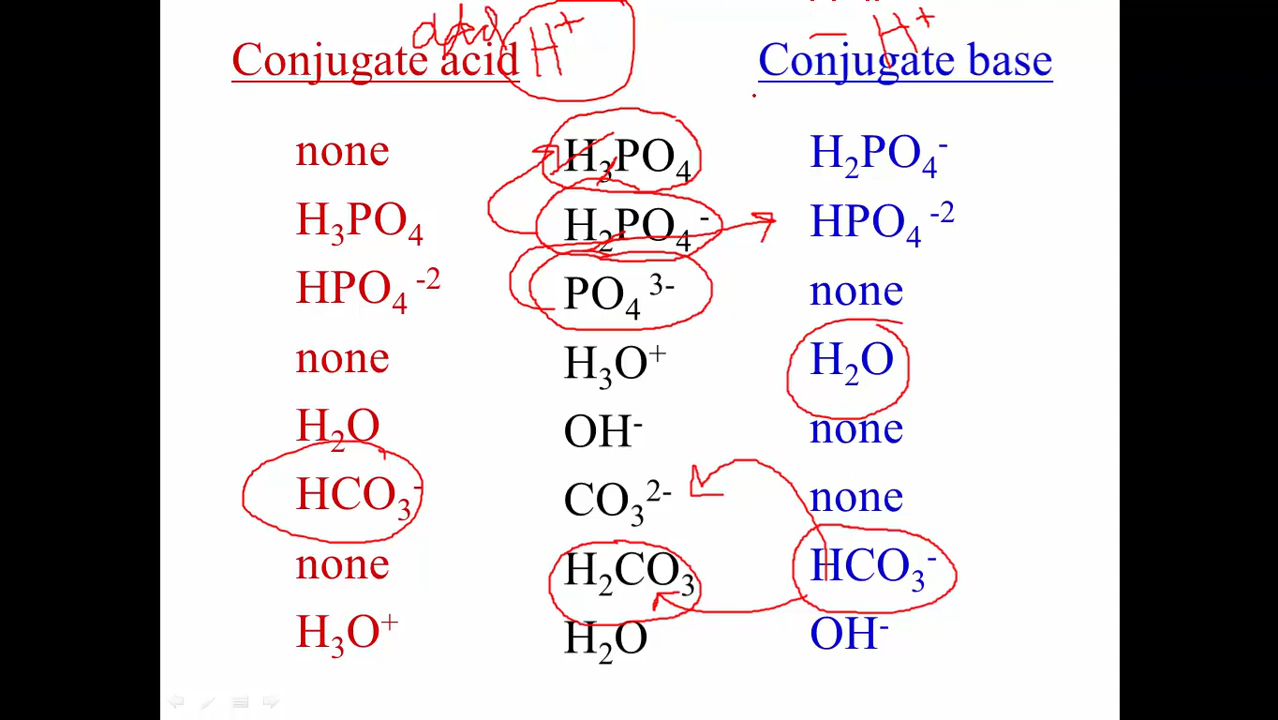 add H⁺ H⁺
Conjugate acid Conjugate base
none H₃PO₄ H₂PO₄⁻
H₃PO₄ H₂PO₄⁻ HPO₄⁻²
HPO₄⁻² PO₄³⁻ none
none H₃O⁺ H₂O
H₂O OH⁻ none
HCO₃⁻ CO₃²⁻ none
none H₂CO₃ HCO₃⁻
H₃O⁺ H₂O OH⁻